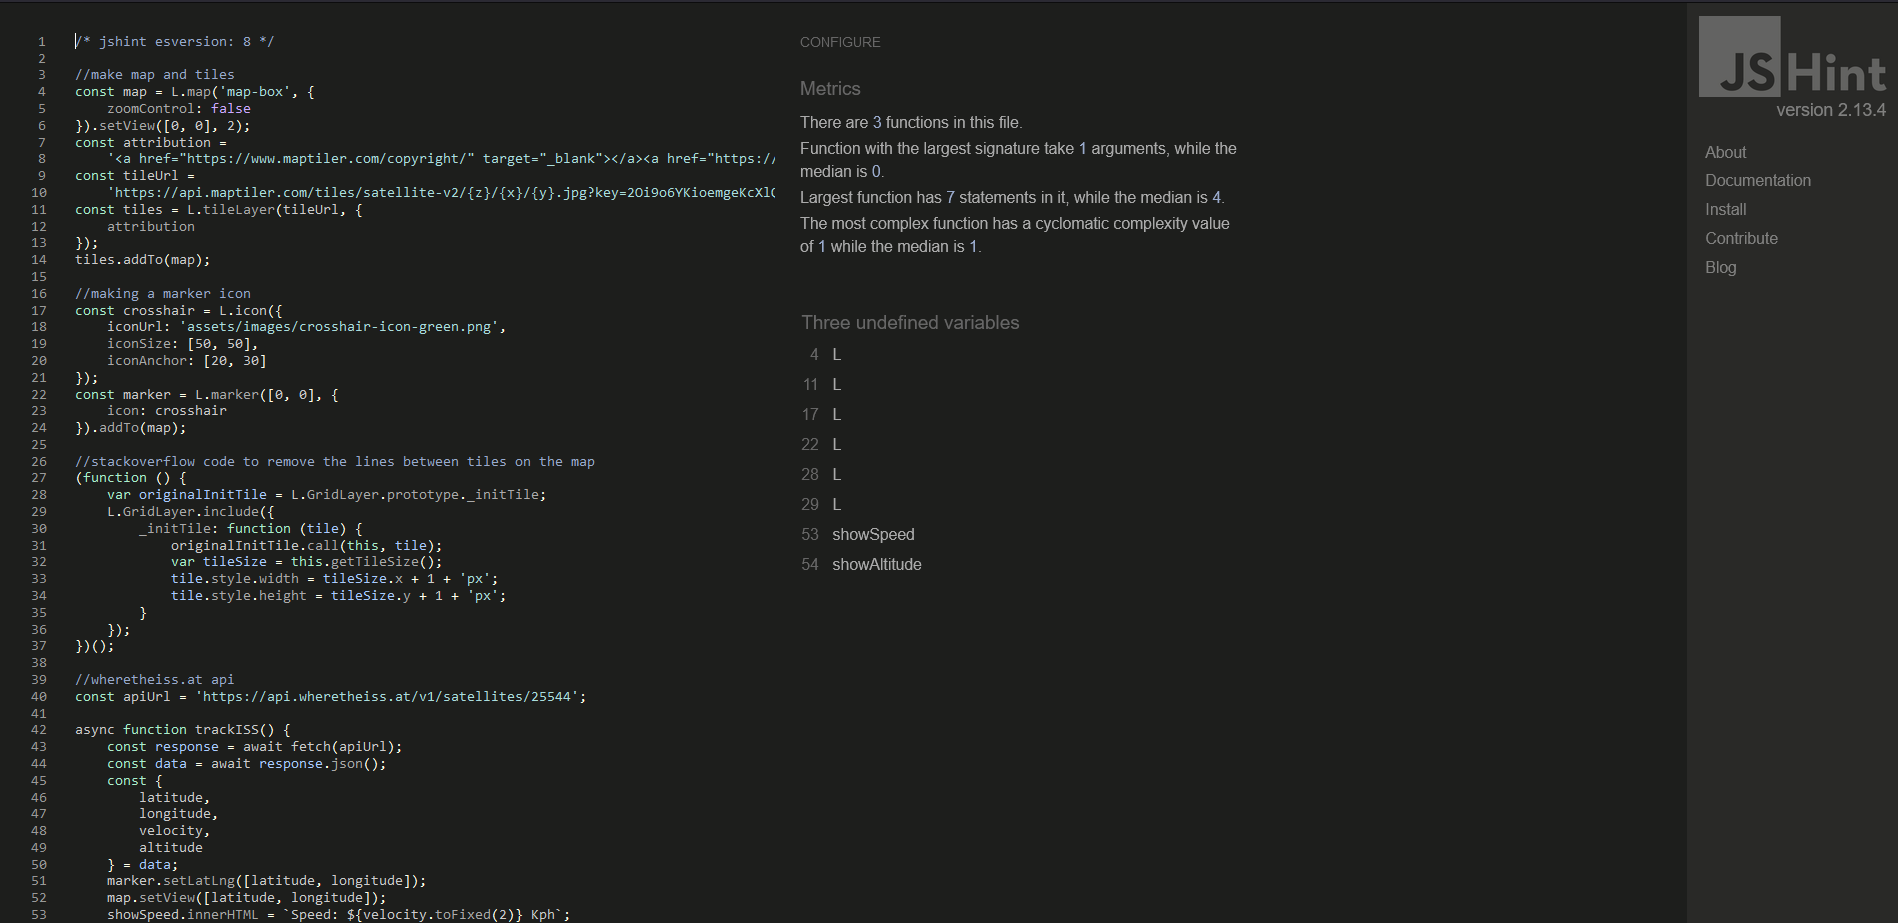 1 /* jshint esversion: 8 */
2
3 //make map and tiles
4 const map = L.map('map-box', {
5 zoomControl: false
6 }).setView([0, 0], 2);
7 const attribution =
8 '<a href="https://www.maptiler.com/copyright/" target="_blank"></a><a href="https:/
9 const tileUrl =
10 'https://api.maptiler.com/tiles/satellite-v2/{z}/{x}/{y}.jpg?key=2Oi9o6YKioemgeKcXl
11 const tiles = L.tileLayer(tileUrl, {
12 attribution
13 });
14 tiles.addTo(map);
15
16 //making a marker icon
17 const crosshair = L.icon({
18 iconUrl: 'assets/images/crosshair-icon-green.png',
19 iconSize: [50, 50],
20 iconAnchor: [20, 30]
21 });
22 const marker = L.marker([0, 0], {
23 icon: crosshair
24 }).addTo(map);
25
26 //stackoverflow code to remove the lines between tiles on the map
27 (function () {
28 var originalInitTile = L.GridLayer.prototype._initTile;
29 L.GridLayer.include({
30 _initTile: function (tile) {
31 originalInitTile.call(this, tile);
32 var tileSize = this.getTileSize();
33 tile.style.width = tileSize.x + 1 + 'px';
34 tile.style.height = tileSize.y + 1 + 'px';
35 }
36 });
37 })();
38
39 //wheretheiss.at api
40 const apiUrl = 'https://api.wheretheiss.at/v1/satellites/25544';
41
42 async function trackISS() {
43 const response = await fetch(apiUrl);
44 const data = await response.json();
45 const {
46 latitude,
47 longitude,
48 velocity,
49 altitude
50 } = data;
51 marker.setLatLng([latitude, longitude]);
52 map.setView([latitude, longitude]);
53 showSpeed.innerHTML = `Speed: ${velocity.toFixed(2)} Kph`;
CONFIGURE
Metrics
There are 3 functions in this file.
Function with the largest signature take 1 arguments, while the
median is 0.
Largest function has 7 statements in it, while the median is 4.
The most complex function has a cyclomatic complexity value
of 1 while the median is 1.
Three undefined variables
4 L
11 L
17 L
22 L
28 L
29 L
53 showSpeed
54 showAltitude
JSHint
version 2.13.4
About
Documentation
Install
Contribute
Blog